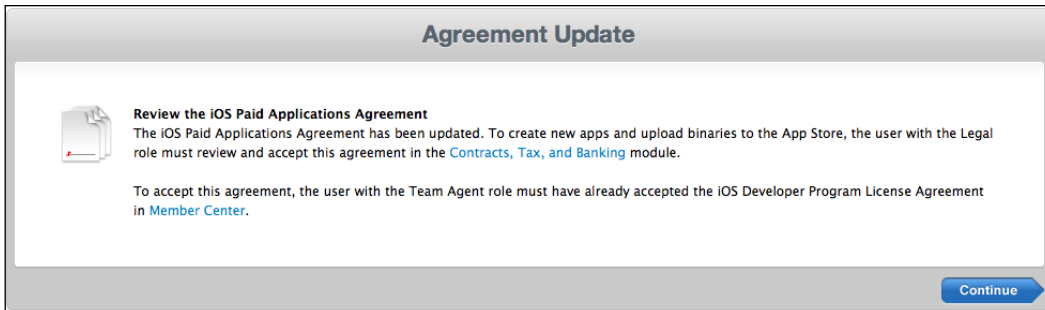 Agreement Update
Review the iOS Paid Applications Agreement
The iOS Paid Applications Agreement has been updated. To create new apps and upload binaries to the App Store, the user with the Legal
role must review and accept this agreement in the Contracts, Tax, and Banking module.
To accept this agreement, the user with the Team Agent role must have already accepted the iOS Developer Program License Agreement
in Member Center.
Continue